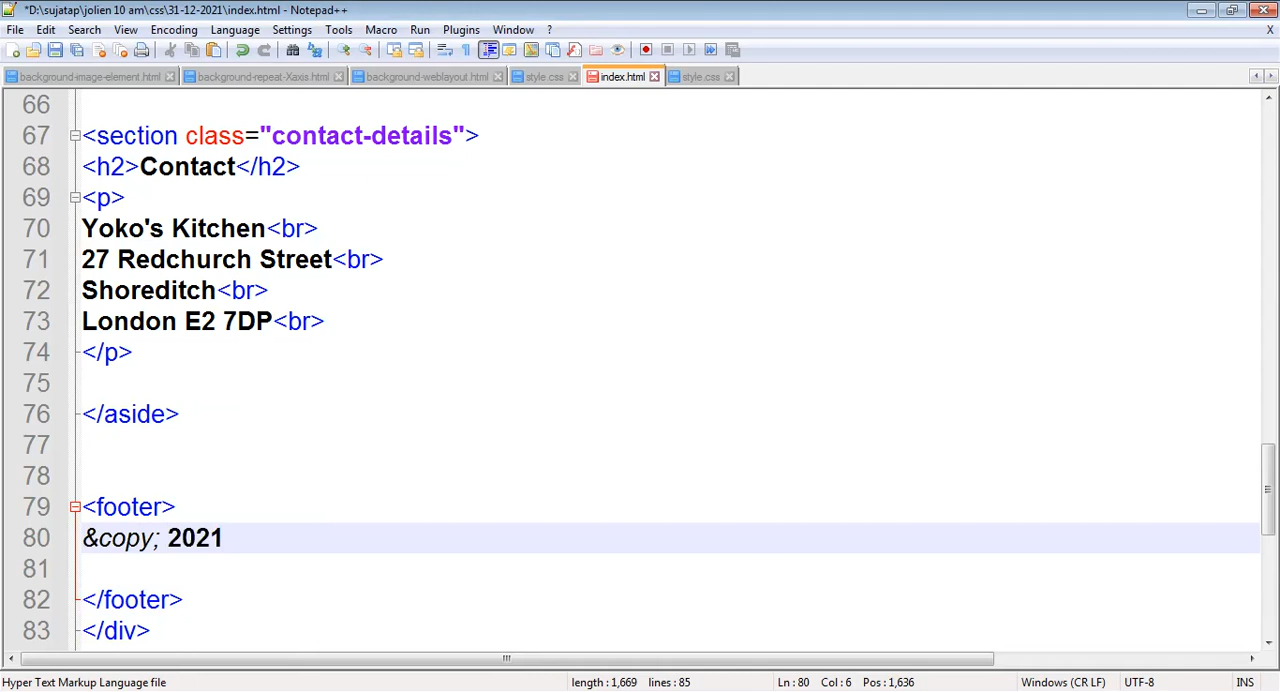 *D:\sujatap\jolien 10 am\css\31-12-2021\index.html - Notepad++
File Edit Search View Encoding Language Settings Tools Macro Run Plugins Window ? X
background-image-element.html background-repeat-Xaxis.html background-weblayout.html style.css index.html style.css
66
67 <section class="contact-details">
68 <h2>Contact</h2>
69 <p>
70 Yoko's Kitchen<br>
71 27 Redchurch Street<br>
72 Shoreditch<br>
73 London E2 7DP<br>
74 </p>
75
76 </aside>
77
78
79 <footer>
80 &copy; 2021
81
82 </footer>
83 </div>
Hyper Text Markup Language file length : 1,669 lines : 85 Ln : 80 Col : 6 Pos : 1,636 Windows (CR LF) UTF-8 INS